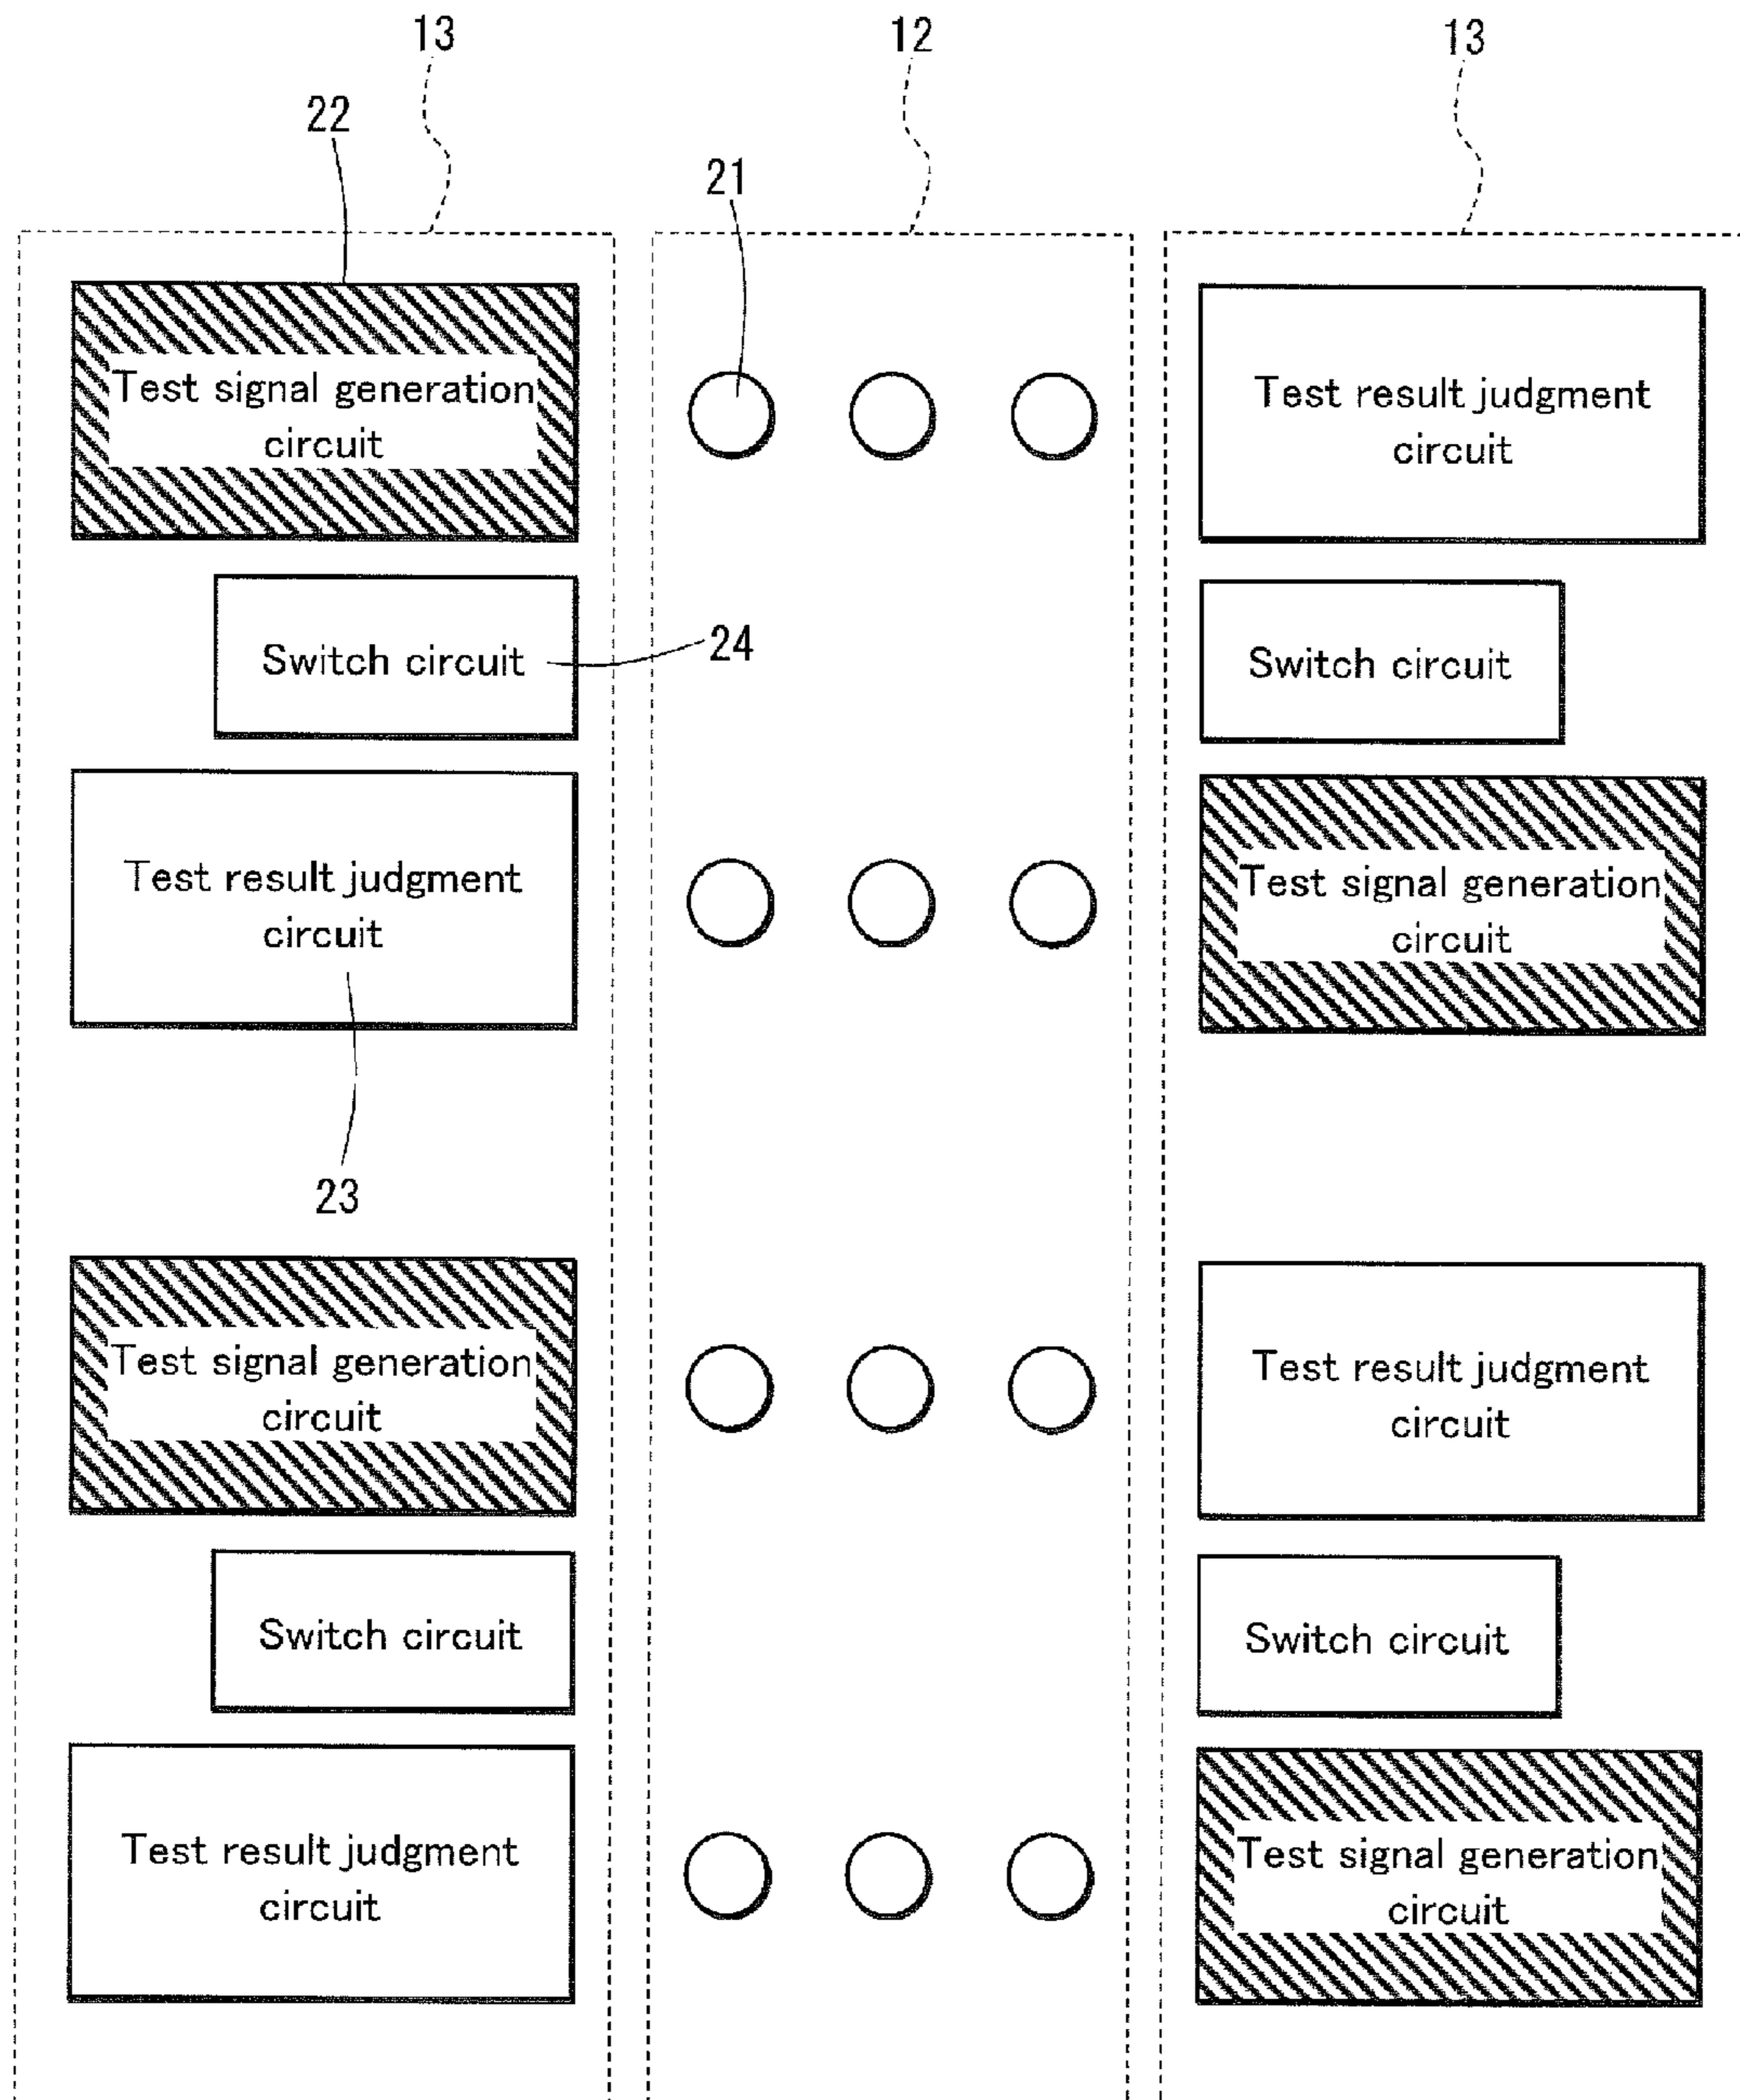 13
12
13
22
21
Test signal generation
circuit
Test result judgment
circuit
Switch circuit
24
Switch circuit
Test result judgment
circuit
Test signal generation
circuit
23
Test signal generation
circuit
Test result judgment
circuit
Switch circuit
Switch circuit
Test result judgment
circuit
Test signal generation
circuit